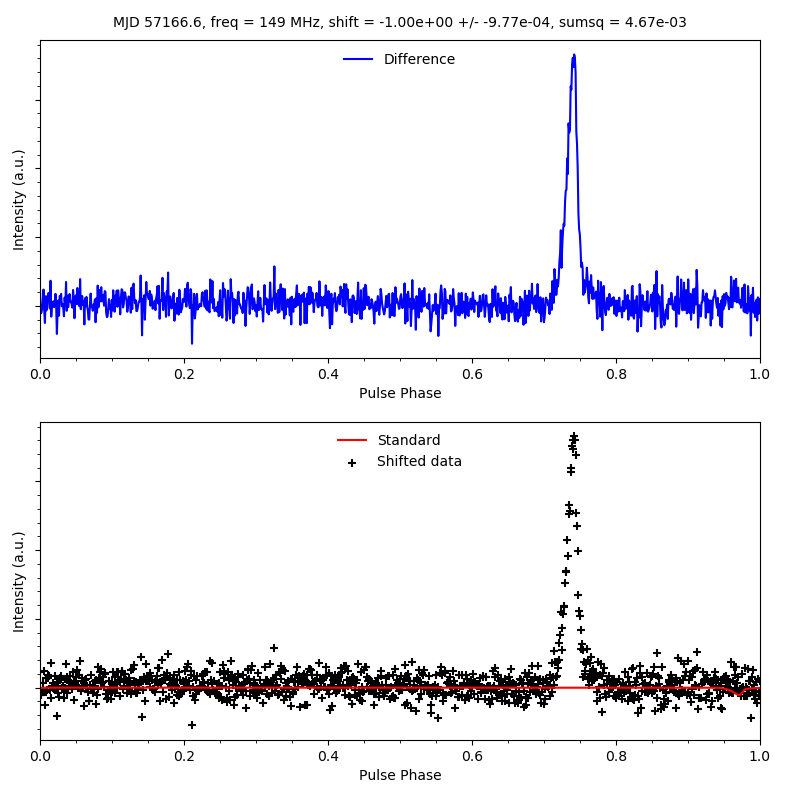 MJD 57166.6, freq = 149 MHz, shift = -1.00e+00 +/- -9.77e-04, sumsq = 4.67e-03
Difference
Intensity (a.u.)
0.0 0.2 0.4 0.6 0.8 1.0
Pulse Phase
Standard
Shifted data
Intensity (a.u.)
0.0 0.2 0.4 0.6 0.8 1.0
Pulse Phase